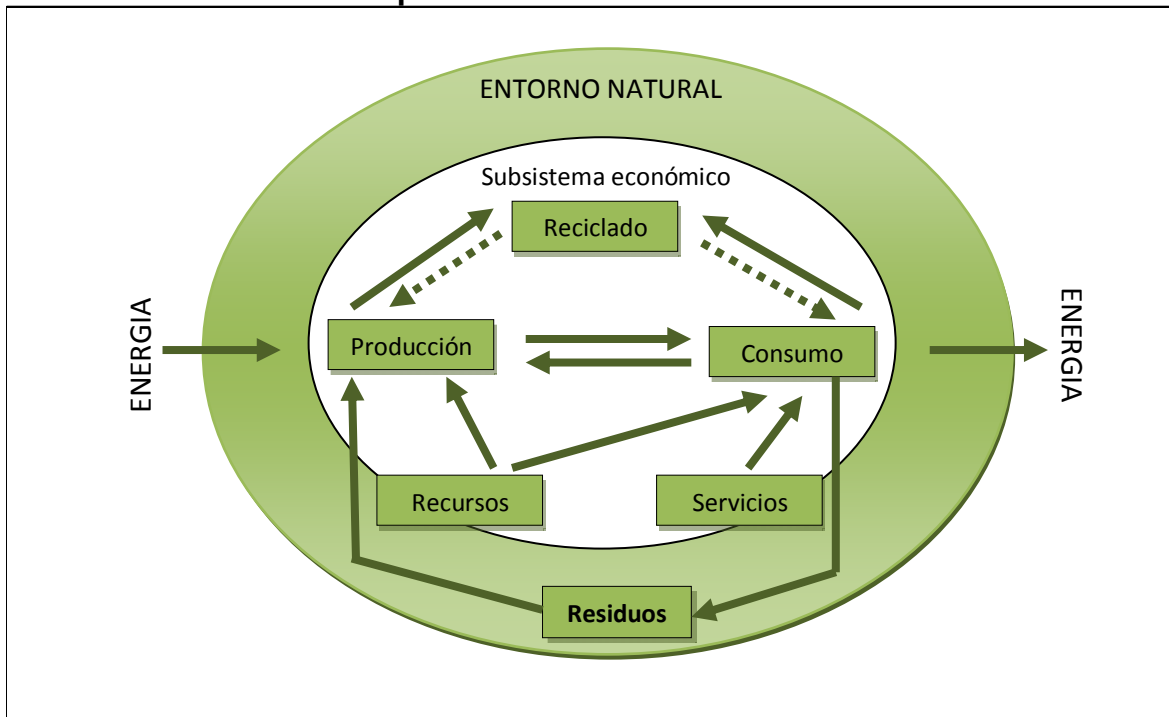 ENTORNO NATURAL
Subsistema económico
Reciclado
ENERGIA
Producción
Consumo
ENERGIA
Recursos
Servicios
Residuos